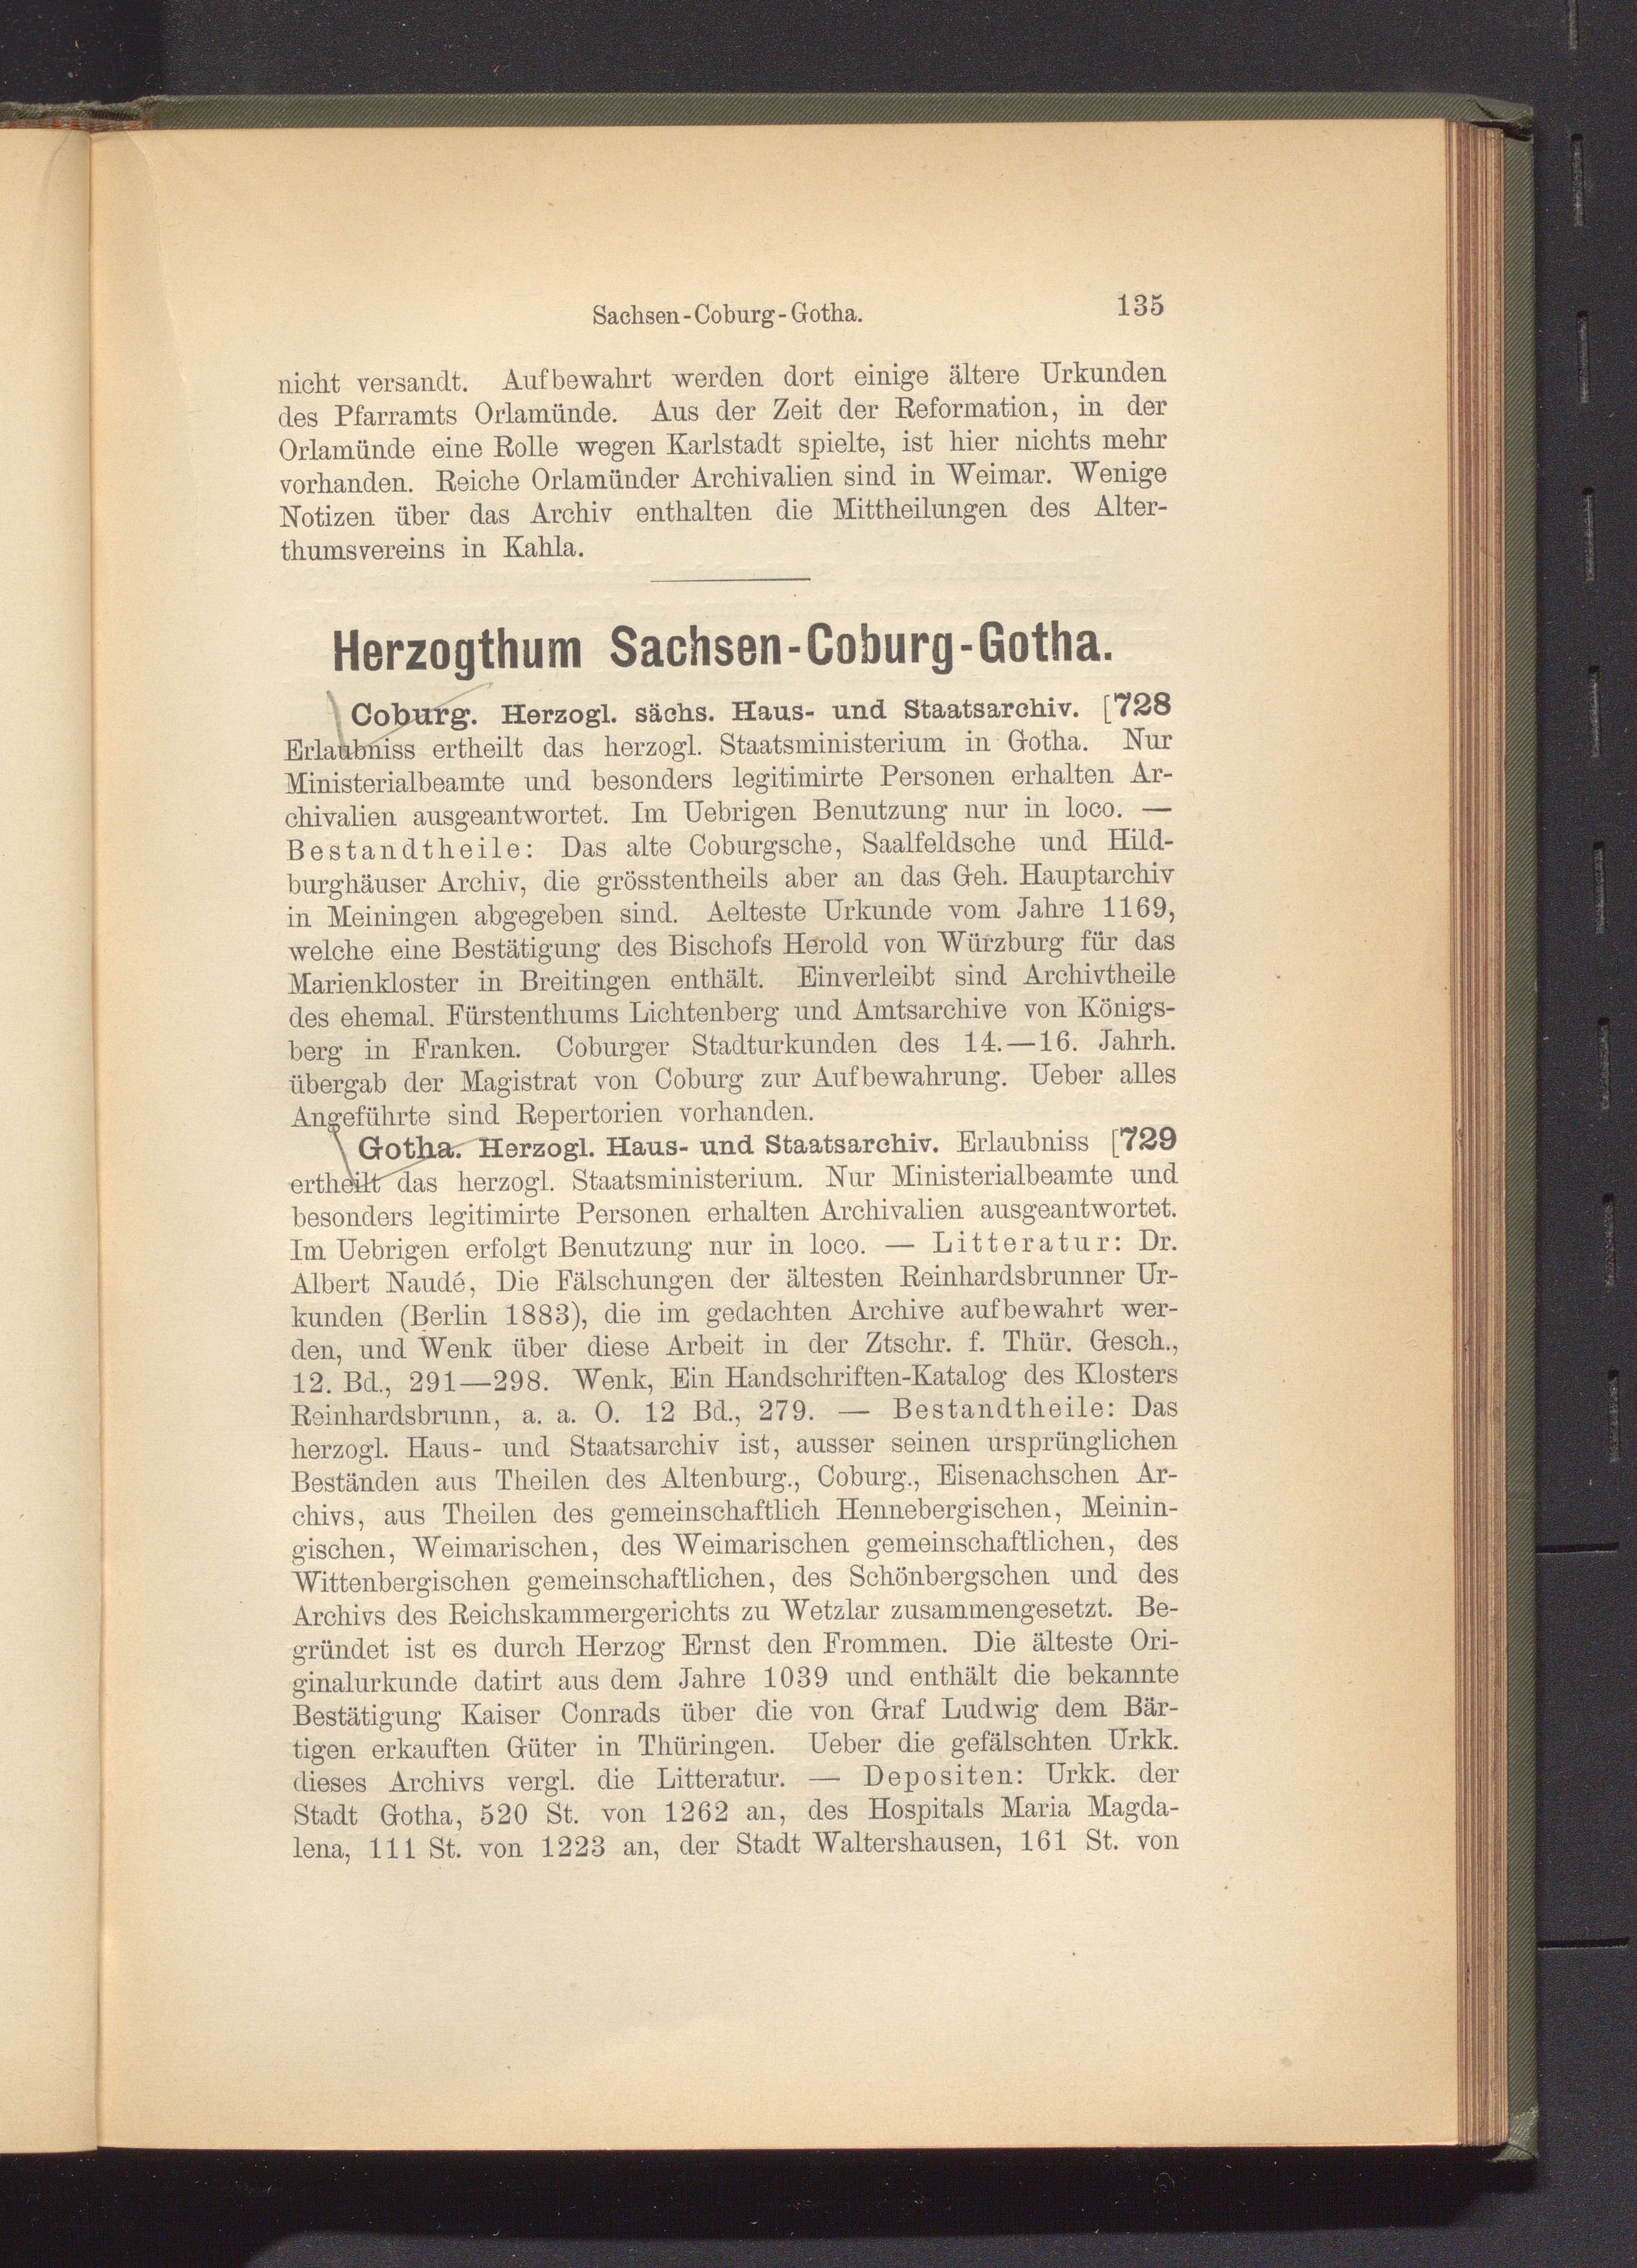 Sachsen-Coburg-Gotha. 135
nicht versandt. Aufbewahrt werden dort einige ältere Urkunden
des Pfarramts Orlamünde. Aus der Zeit der Reformation, in der
Orlamünde eine Rolle wegen Karlstadt spielte, ist hier nichts mehr
vorhanden. Reiche Orlamünder Archivalien sind in Weimar. Wenige
Notizen über das Archiv enthalten die Mittheilungen des Alter-
thumsvereins in Kahla.
Herzogthum Sachsen-Coburg-Gotha.
Coburg. Herzogl. sächs. Haus- und Staatsarchiv. [728
Erlaubniss ertheilt das herzogl. Staatsministerium in Gotha. Nur
Ministerialbeamte und besonders legitimirte Personen erhalten Ar-
chivalien ausgeantwortet. Im Uebrigen Benutzung nur in loco. —
Bestandtheile: Das alte Coburgsche, Saalfeldsche und Hild-
burghäuser Archiv, die grösstentheils aber an das Geh. Hauptarchiv
in Meiningen abgegeben sind. Aelteste Urkunde vom Jahre 1169,
welche eine Bestätigung des Bischofs Herold von Würzburg für das
Marienkloster in Breitingen enthält. Einverleibt sind Archivtheile
des ehemal. Fürstenthums Lichtenberg und Amtsarchive von Königs-
berg in Franken. Coburger Stadturkunden des 14.—16. Jahrh.
übergab der Magistrat von Coburg zur Aufbewahrung. Ueber alles
Angeführte sind Repertorien vorhanden.
Gotha. Herzogl. Haus- und Staatsarchiv. Erlaubniss [729
ertheilt das herzogl. Staatsministerium. Nur Ministerialbeamte und
besonders legitimirte Personen erhalten Archivalien ausgeantwortet.
Im Uebrigen erfolgt Benutzung nur in loco. — Litteratur: Dr.
Albert Naudé, Die Fälschungen der ältesten Reinhardsbrunner Ur-
kunden (Berlin 1883), die im gedachten Archive aufbewahrt wer-
den, und Wenk über diese Arbeit in der Ztschr. f. Thür. Gesch.,
12. Bd., 291—298. Wenk, Ein Handschriften-Katalog des Klosters
Reinhardsbrunn, a. a. O. 12 Bd., 279. — Bestandtheile: Das
herzogl. Haus- und Staatsarchiv ist, ausser seinen ursprünglichen
Beständen aus Theilen des Altenburg., Coburg., Eisenachschen Ar-
chivs, aus Theilen des gemeinschaftlich Hennebergischen, Meinin-
gischen, Weimarischen, des Weimarischen gemeinschaftlichen, des
Wittenbergischen gemeinschaftlichen, des Schönbergschen und des
Archivs des Reichskammergerichts zu Wetzlar zusammengesetzt. Be-
gründet ist es durch Herzog Ernst den Frommen. Die älteste Ori-
ginalurkunde datirt aus dem Jahre 1039 und enthält die bekannte
Bestätigung Kaiser Conrads über die von Graf Ludwig dem Bär-
tigen erkauften Güter in Thüringen. Ueber die gefälschten Urkk.
dieses Archivs vergl. die Litteratur. — Depositen: Urkk. der
Stadt Gotha, 520 St. von 1262 an, des Hospitals Maria Magda-
lena, 111 St. von 1223 an, der Stadt Waltershausen, 161 St. von